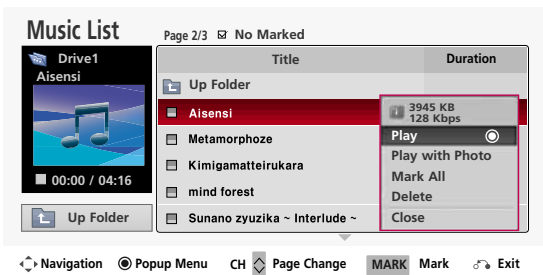 Music List
Page 2/3 No Marked
Drive1
Aisensi
00:00 / 04:16
Up Folder
Title Duration
Up Folder
Aisensi
Metamorphoze
Kimigamatteirukara
mind forest
Sunano zyuzika ~ Interlude ~
3945 KB
128 Kbps
Play
Play with Photo
Mark All
Delete
Close
Navigation Popup Menu CH Page Change MARK Mark Exit